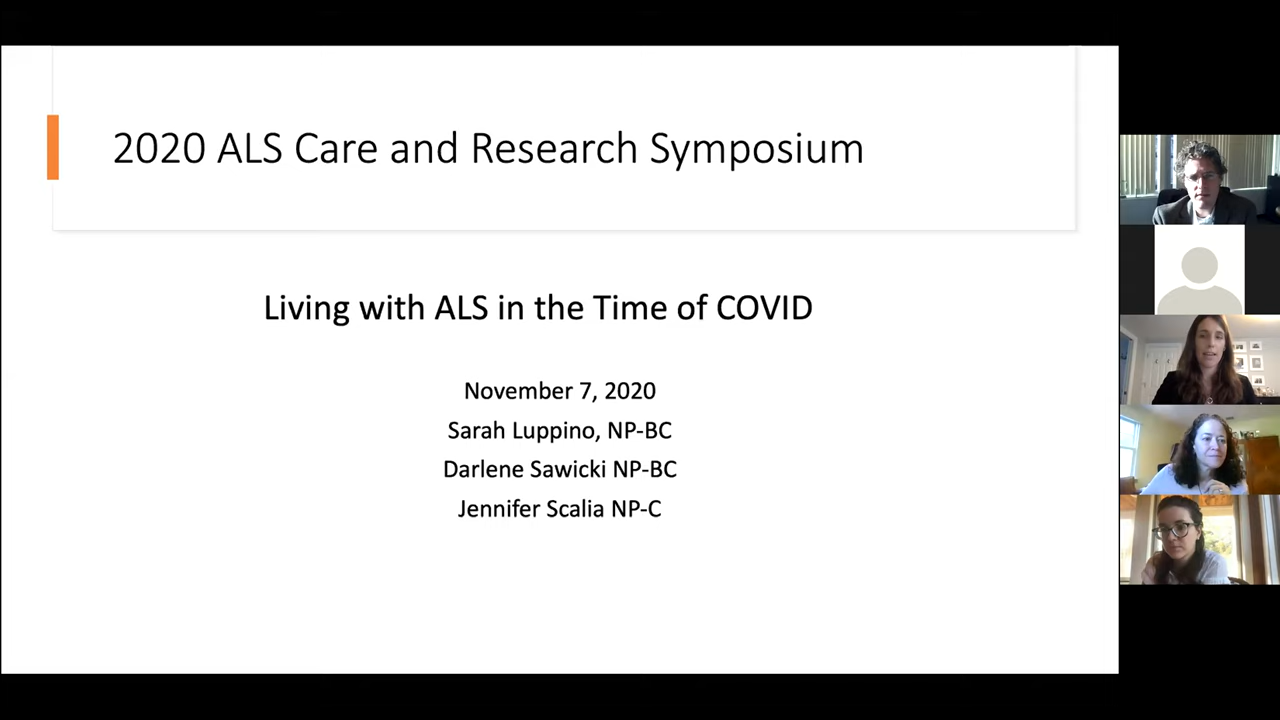 2020 ALS Care and Research Symposium
Living with ALS in the Time of COVID
November 7, 2020
Sarah Luppino, NP-BC
Darlene Sawicki NP-BC
Jennifer Scalia NP-C